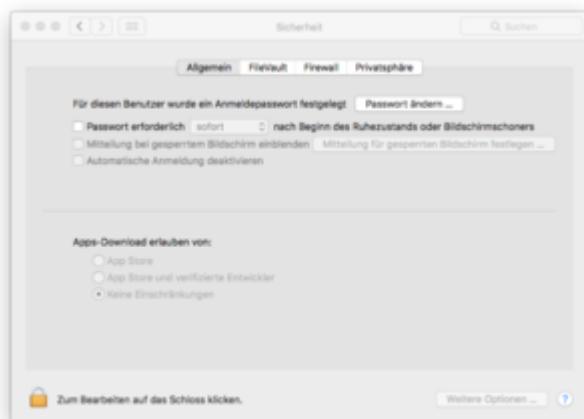 Sicherheit
Suchen
Allgemein FileVault Firewall Privatsphäre
Für diesen Benutzer wurde ein Anmeldepasswort festgelegt Passwort ändern ...
Passwort erforderlich sofort nach Beginn des Ruhezustands oder Bildschirmschoners
Mitteilung bei gesperrtem Bildschirm einblenden Mitteilung für gesperrten Bildschirm festlegen ...
Automatische Anmeldung deaktivieren
Apps-Download erlauben von:
App Store
App Store und verifizierte Entwickler
Keine Einschränkungen
Zum Bearbeiten auf das Schloss klicken.
Weitere Optionen ... ?